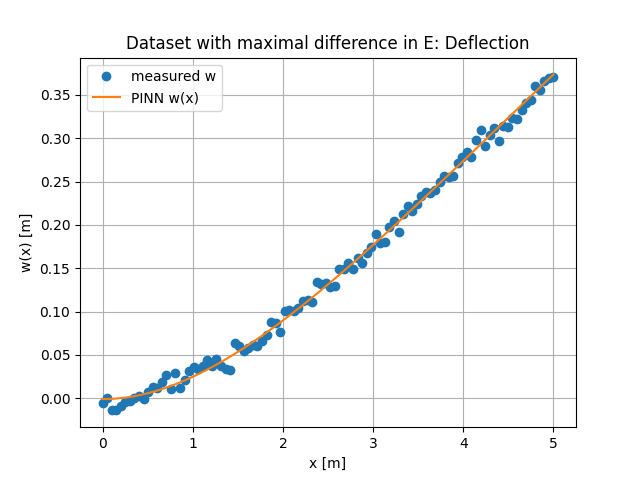 Dataset with maximal difference in E: Deflection
measured w
PINN w(x)
w(x) [m]
0.35
0.30
0.25
0.20
0.15
0.10
0.05
0.00
0 1 2 3 4 5
x [m]